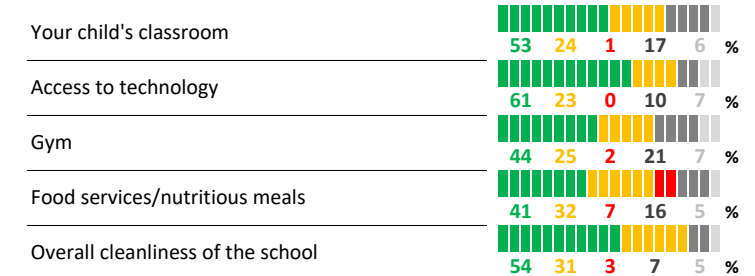 Your child's classroom
53 24 1 17 6 %
Access to technology
61 23 0 10 7 %
Gym
44 25 2 21 7 %
Food services/nutritious meals
41 32 7 16 5 %
Overall cleanliness of the school
54 31 3 7 5 %